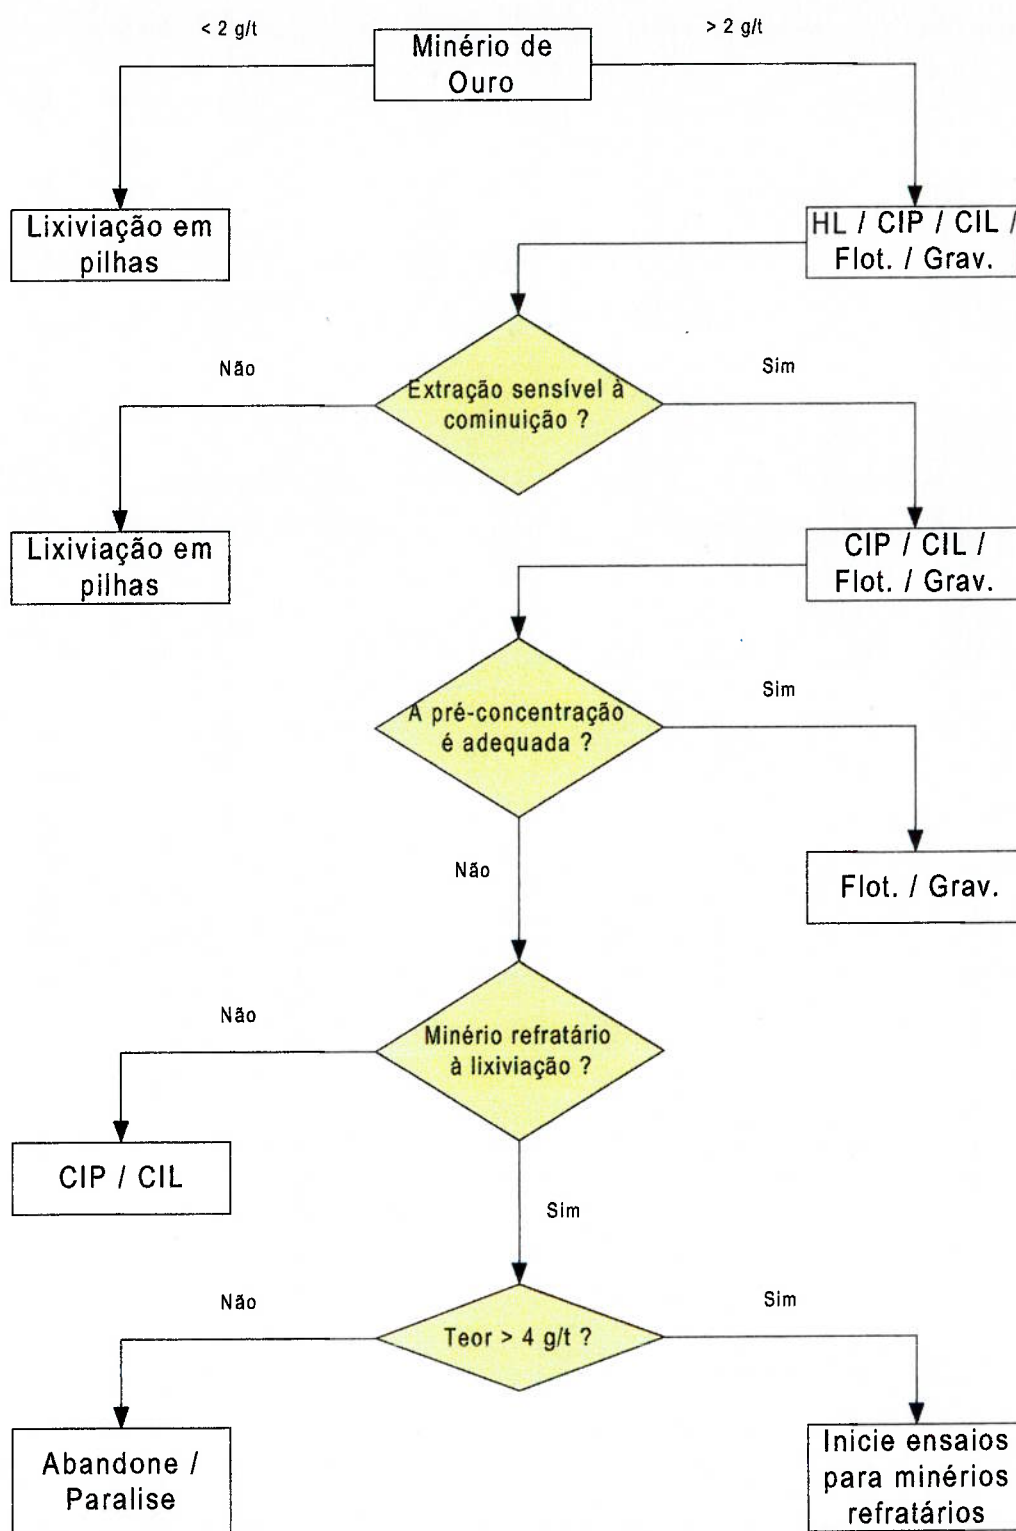 < 2 g/t
> 2 g/t
Minério de
Ouro
Lixiviação em
pilhas
HL / CIP / CIL /
Flot. / Grav.
Não
Sim
Extração sensível à
cominuição ?
Lixiviação em
pilhas
CIP / CIL /
Flot. / Grav.
Sim
A pré-concentração
é adequada ?
Não
Flot. / Grav.
Não
Minério refratário
à lixiviação ?
CIP / CIL
Sim
Não
Sim
Teor > 4 g/t ?
Abandone /
Paralise
Inicie ensaios
para minérios
refratários